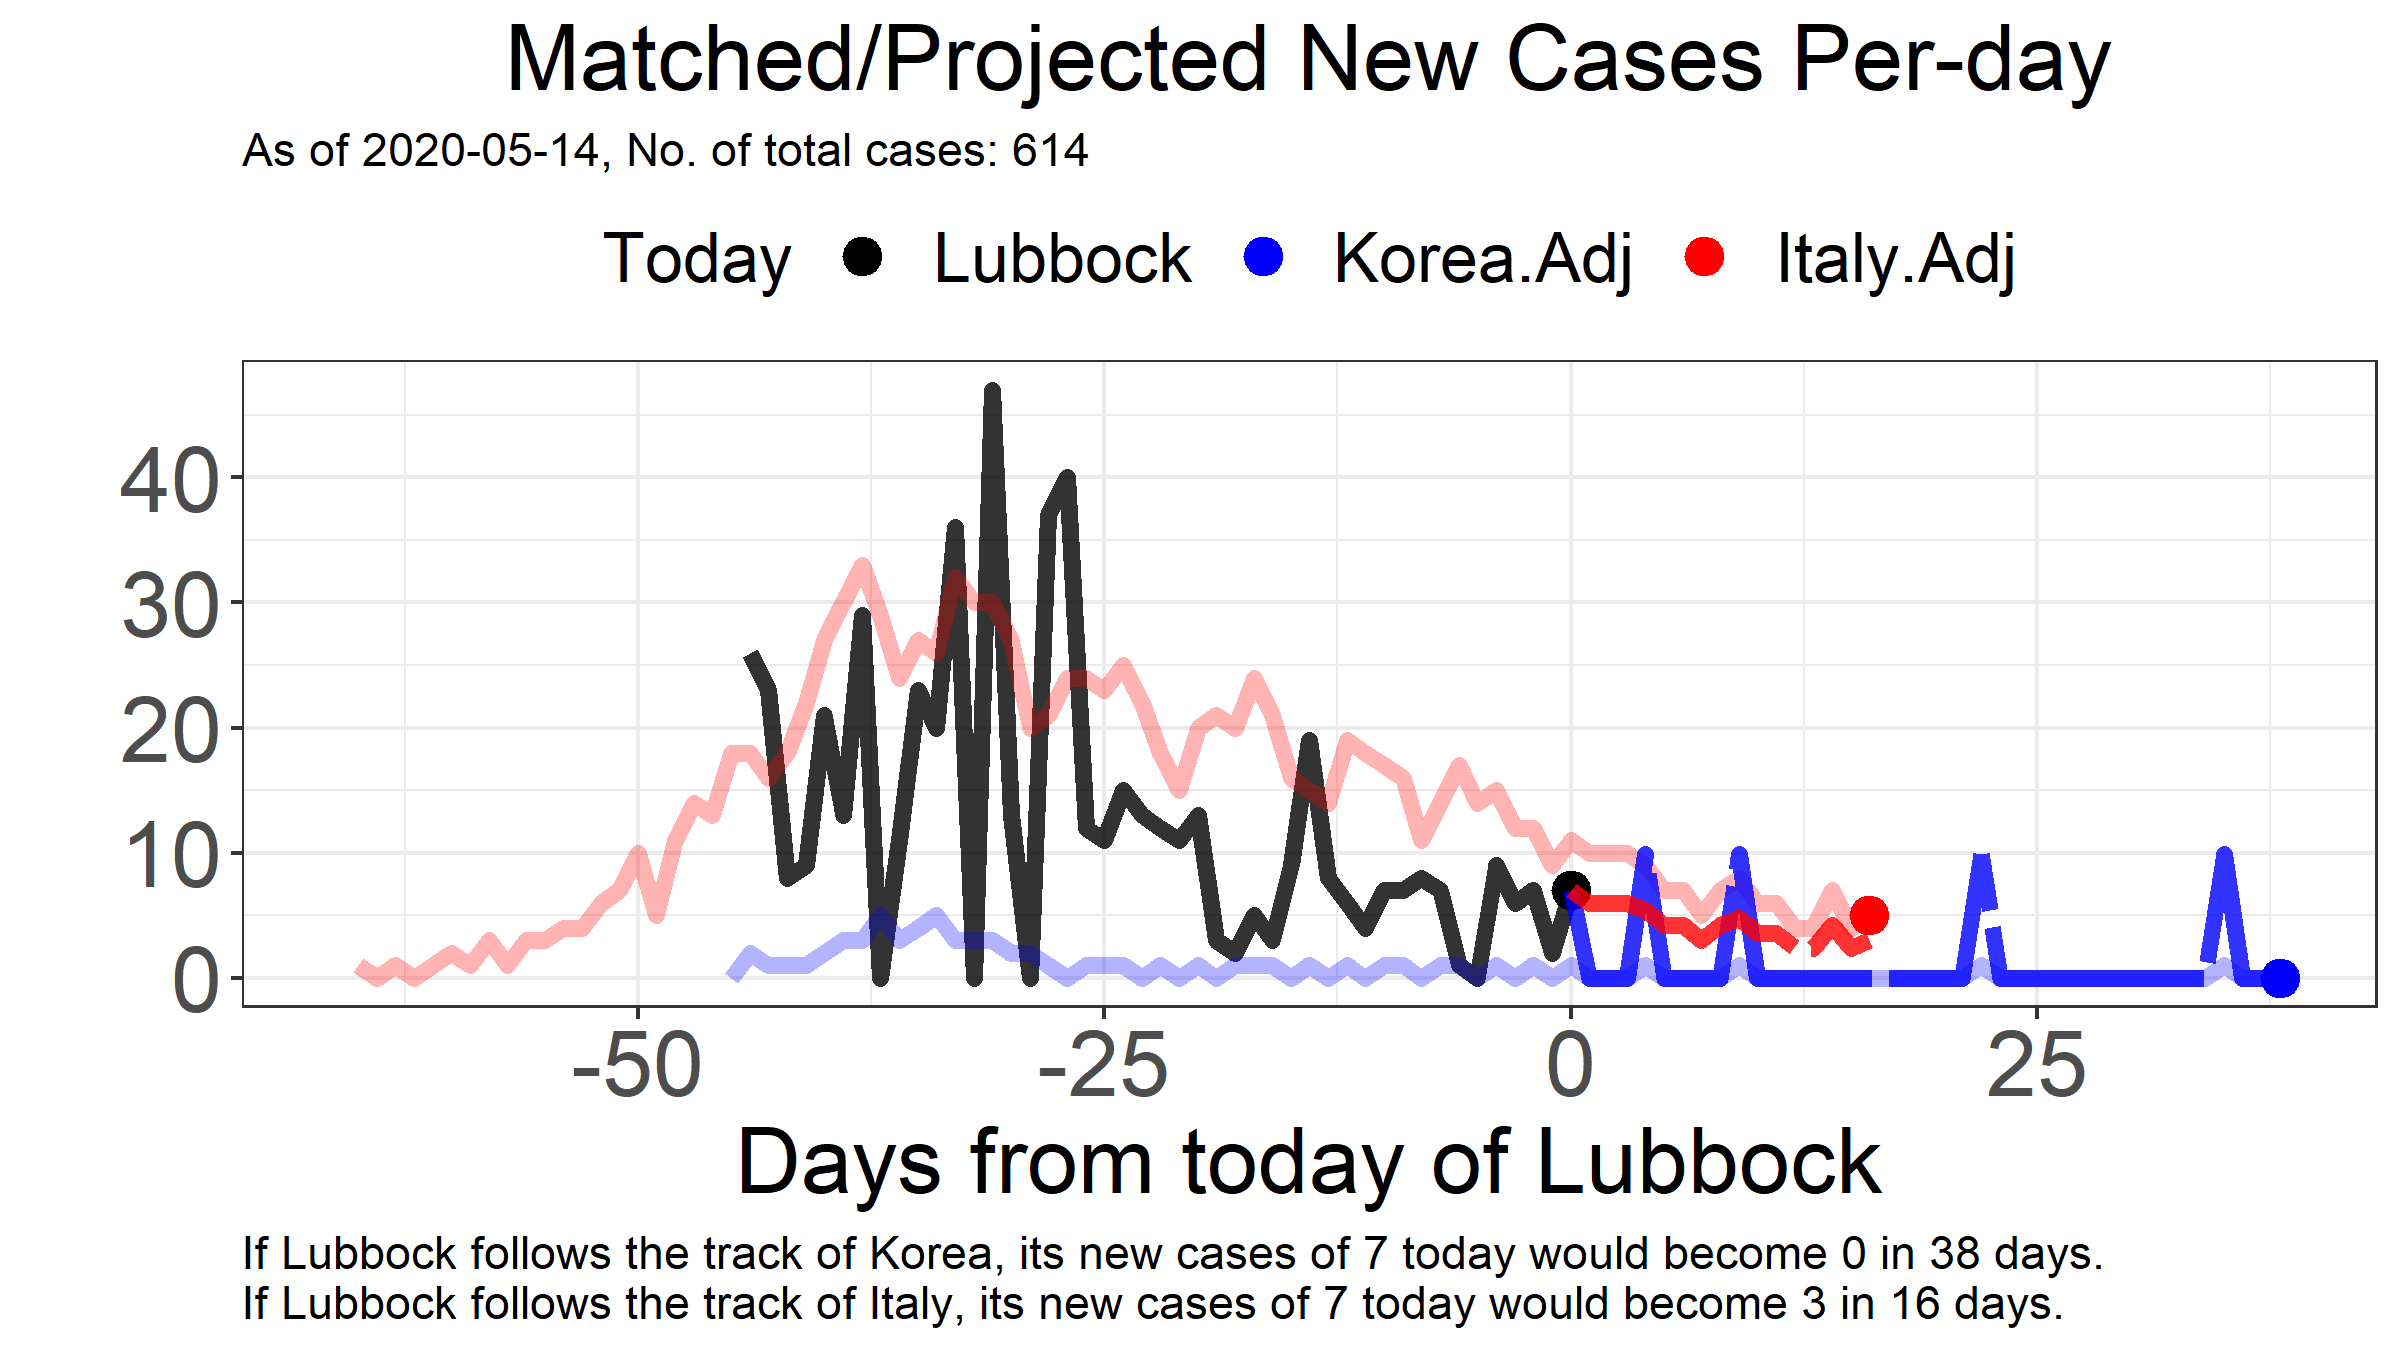 Matched/Projected New Cases Per-day
As of 2020-05-14, No. of total cases: 614
Today Lubbock Korea.Adj Italy.Adj
40
30
20
10
0
-50 -25 0 25
Days from today of Lubbock
If Lubbock follows the track of Korea, its new cases of 7 today would become 0 in 38 days.
If Lubbock follows the track of Italy, its new cases of 7 today would become 3 in 16 days.